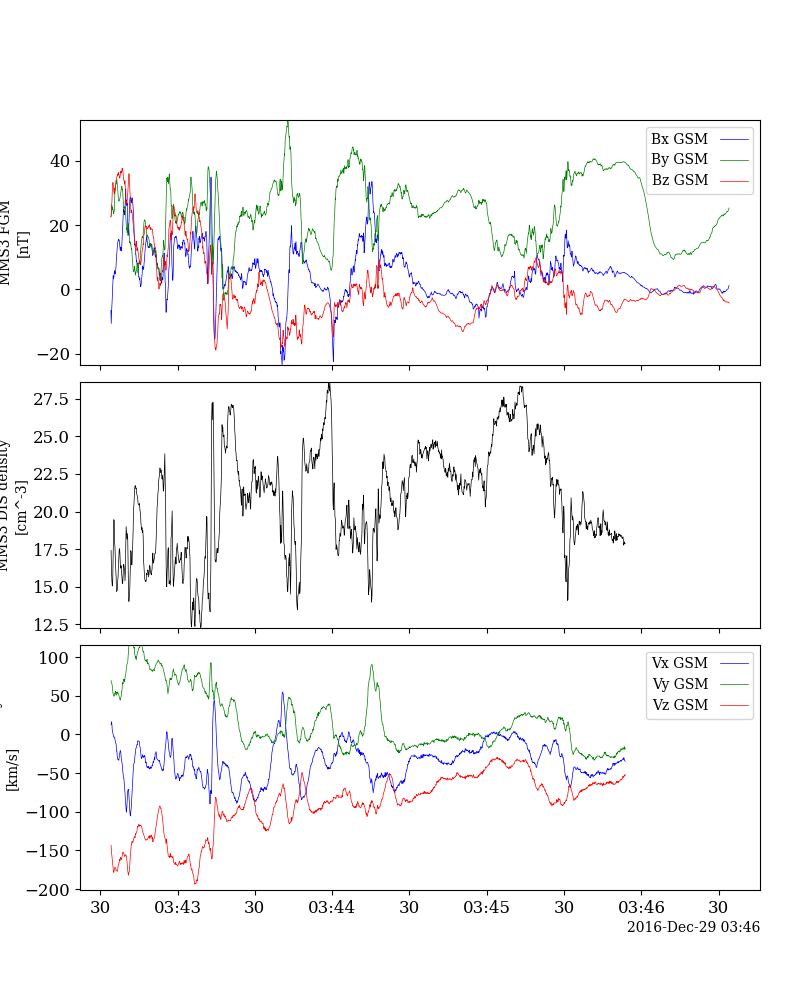 MMS3 FGM
[nT]
40
20
0
−20
Bx GSM
By GSM
Bz GSM
MMS3 DIS density
[cm^-3]
27.5
25.0
22.5
20.0
17.5
15.0
12.5
[km/s]
100
50
0
−50
−100
−150
−200
Vx GSM
Vy GSM
Vz GSM
30 03:43 30 03:44 30 03:45 30 03:46 30
2016-Dec-29 03:46